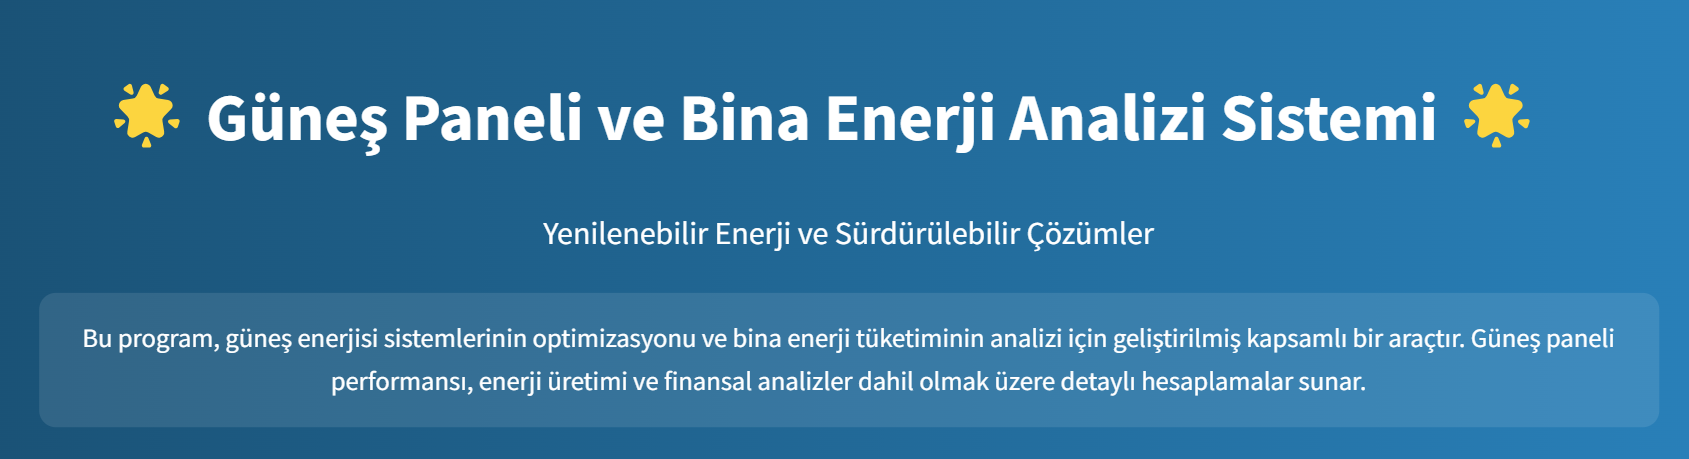 Güneş Paneli ve Bina Enerji Analizi Sistemi
Yenilenebilir Enerji ve Sürdürülebilir Çözümler
Bu program, güneş enerjisi sistemlerinin optimizasyonu ve bina enerji tüketiminin analizi için geliştirilmiş kapsamlı bir araçtır. Güneş paneli
performansı, enerji üretimi ve finansal analizler dahil olmak üzere detaylı hesaplamalar sunar.